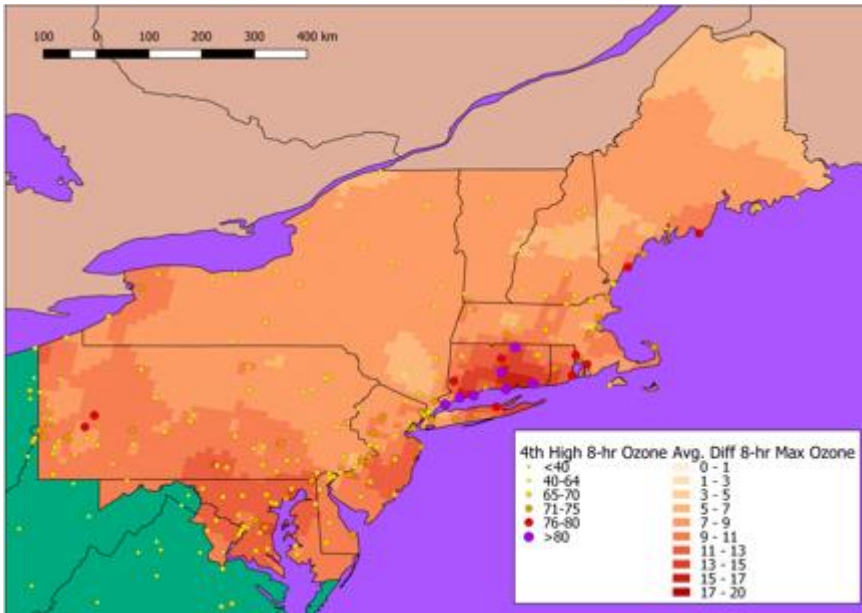 100 0 100 200 300 400 km
4th High 8-hr Ozone Avg. Diff 8-hr Max Ozone
<40 0 - 1
40-64 1 - 3
65-70 3 - 5
71-75 5 - 7
76-80 7 - 9
>80 9 - 11
11 - 13
13 - 15
15 - 17
17 - 20